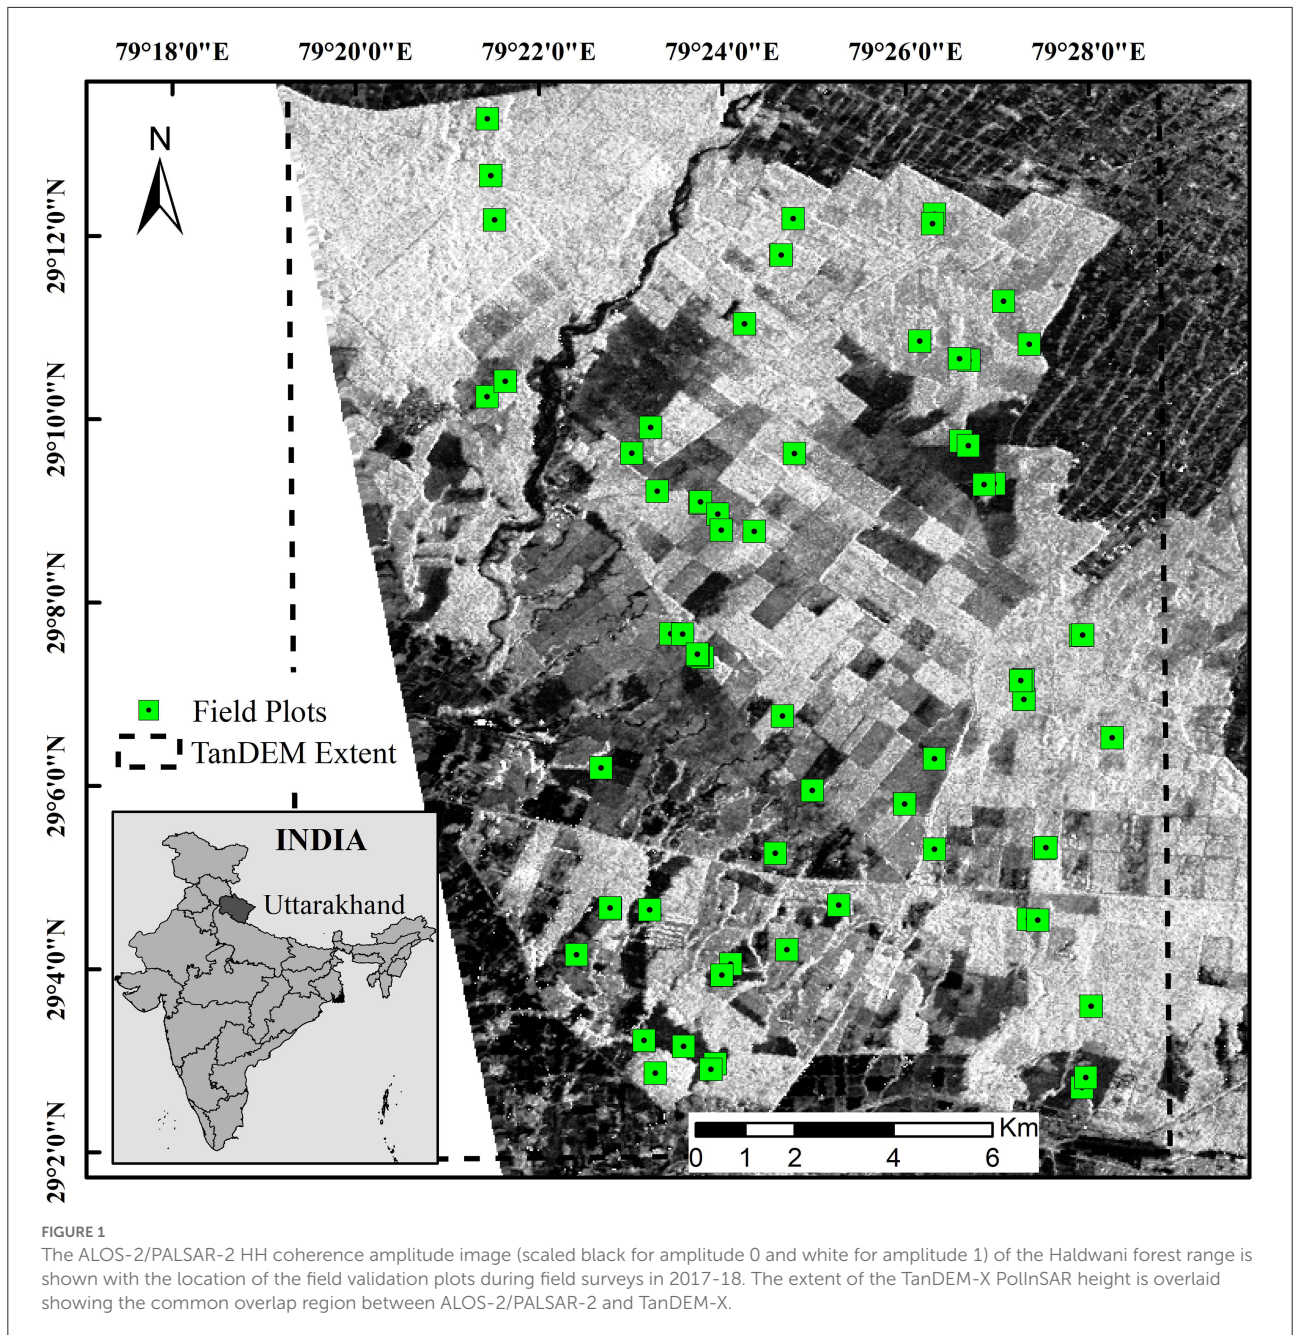 79°18'0"E 79°20'0"E 79°22'0"E 79°24'0"E 79°26'0"E 79°28'0"E
N
29°12'0"N
29°10'0"N
29°8'0"N
29°6'0"N
29°4'0"N
29°2'0"N
Field Plots
TanDEM Extent
INDIA
Uttarakhand
Km
0 1 2 4 6
FIGURE 1
The ALOS-2/PALSAR-2 HH coherence amplitude image (scaled black for amplitude 0 and white for amplitude 1) of the Haldwani forest range is
shown with the location of the field validation plots during field surveys in 2017-18. The extent of the TanDEM-X PolInSAR height is overlaid
showing the common overlap region between ALOS-2/PALSAR-2 and TanDEM-X.